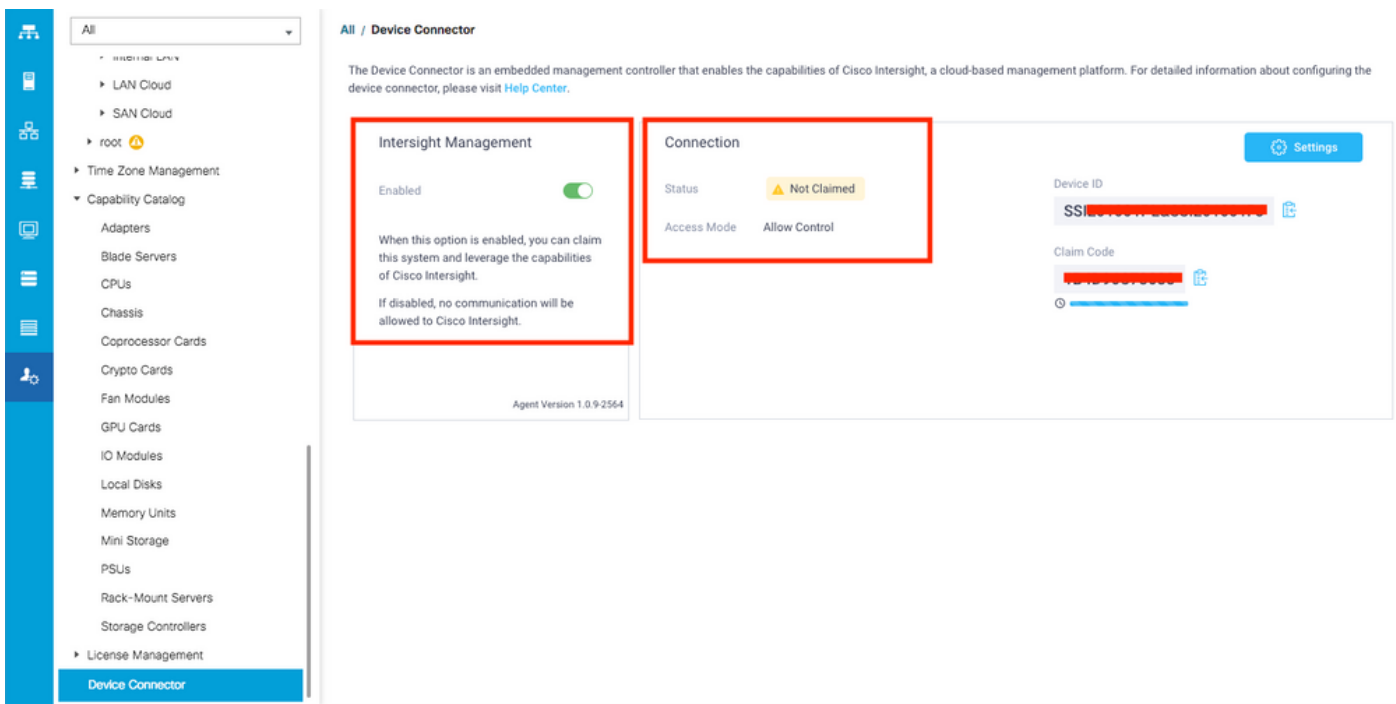 All
Internal LAN
LAN Cloud
SAN Cloud
root
Time Zone Management
Capability Catalog
Adapters
Blade Servers
CPUs
Chassis
Coprocessor Cards
Crypto Cards
Fan Modules
GPU Cards
IO Modules
Local Disks
Memory Units
Mini Storage
PSUs
Rack-Mount Servers
Storage Controllers
License Management
Device Connector
All / Device Connector
The Device Connector is an embedded management controller that enables the capabilities of Cisco Intersight, a cloud-based management platform. For detailed information about configuring the
device connector, please visit Help Center.
Intersight Management
Enabled
When this option is enabled, you can claim
this system and leverage the capabilities
of Cisco Intersight.
If disabled, no communication will be
allowed to Cisco Intersight.
Agent Version 1.0.9-2564
Connection
Status Not Claimed
Access Mode Allow Control
Settings
Device ID
Claim Code